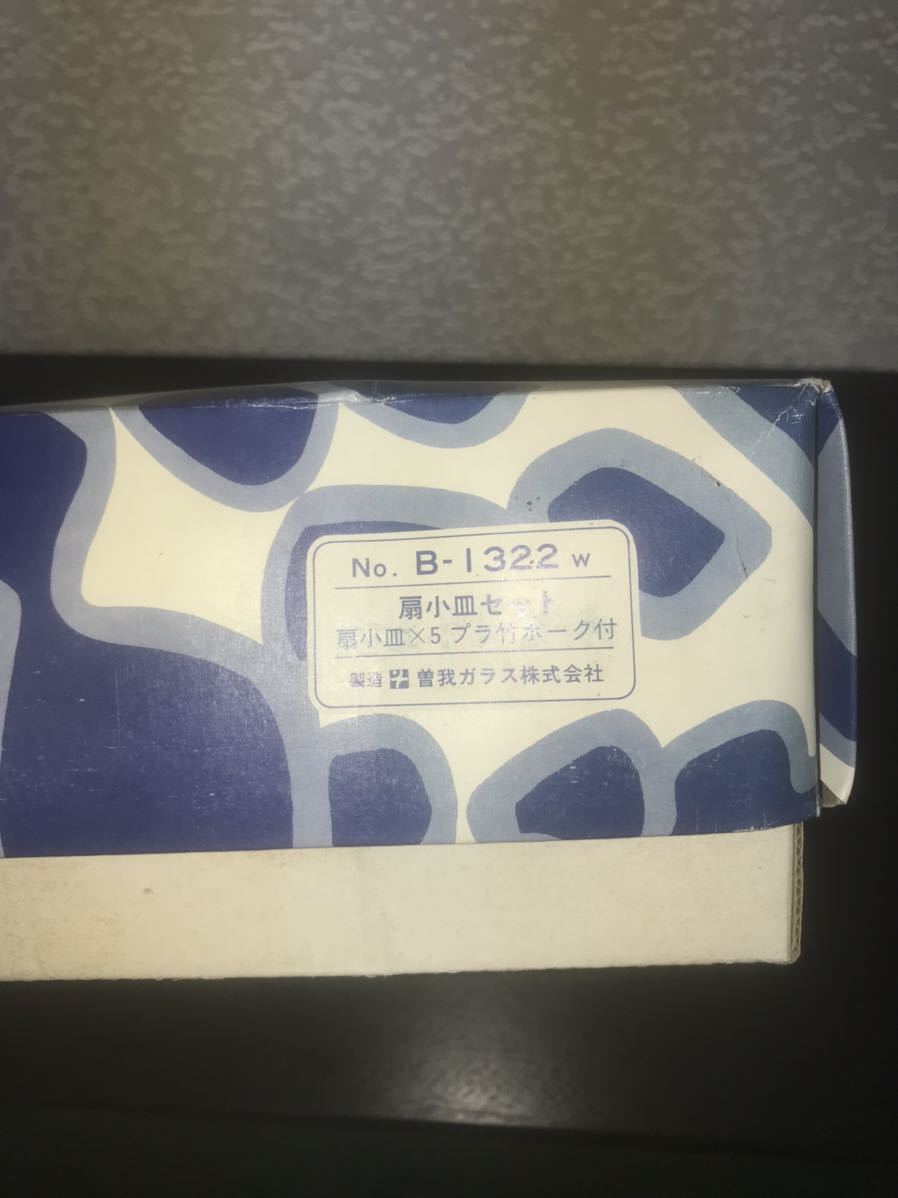 No. B-1322 W
扇小皿セット
扇小皿×5 プラ竹ホーク付
製造 曽我ガラス株式会社